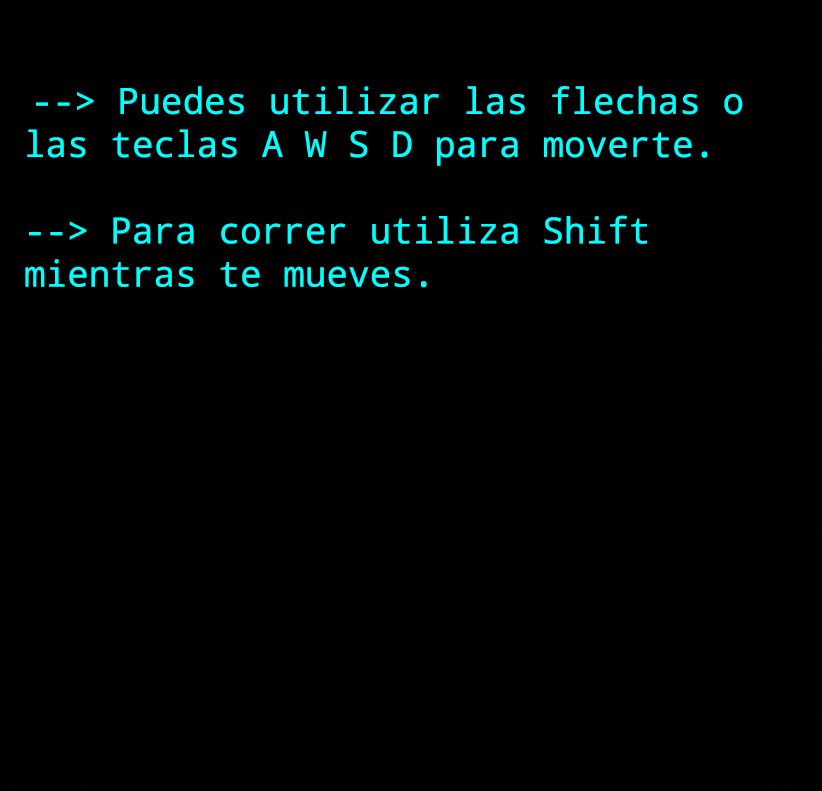 --> Puedes utilizar las flechas o
las teclas A W S D para moverte.
--> Para correr utiliza Shift
mientras te mueves.